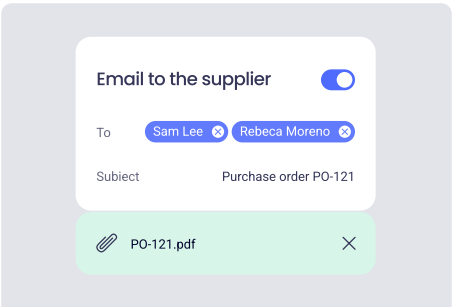 Email to the supplier
To Sam Lee Rebeca Moreno
Subiect Purchase order PO-121
PO-121.pdf